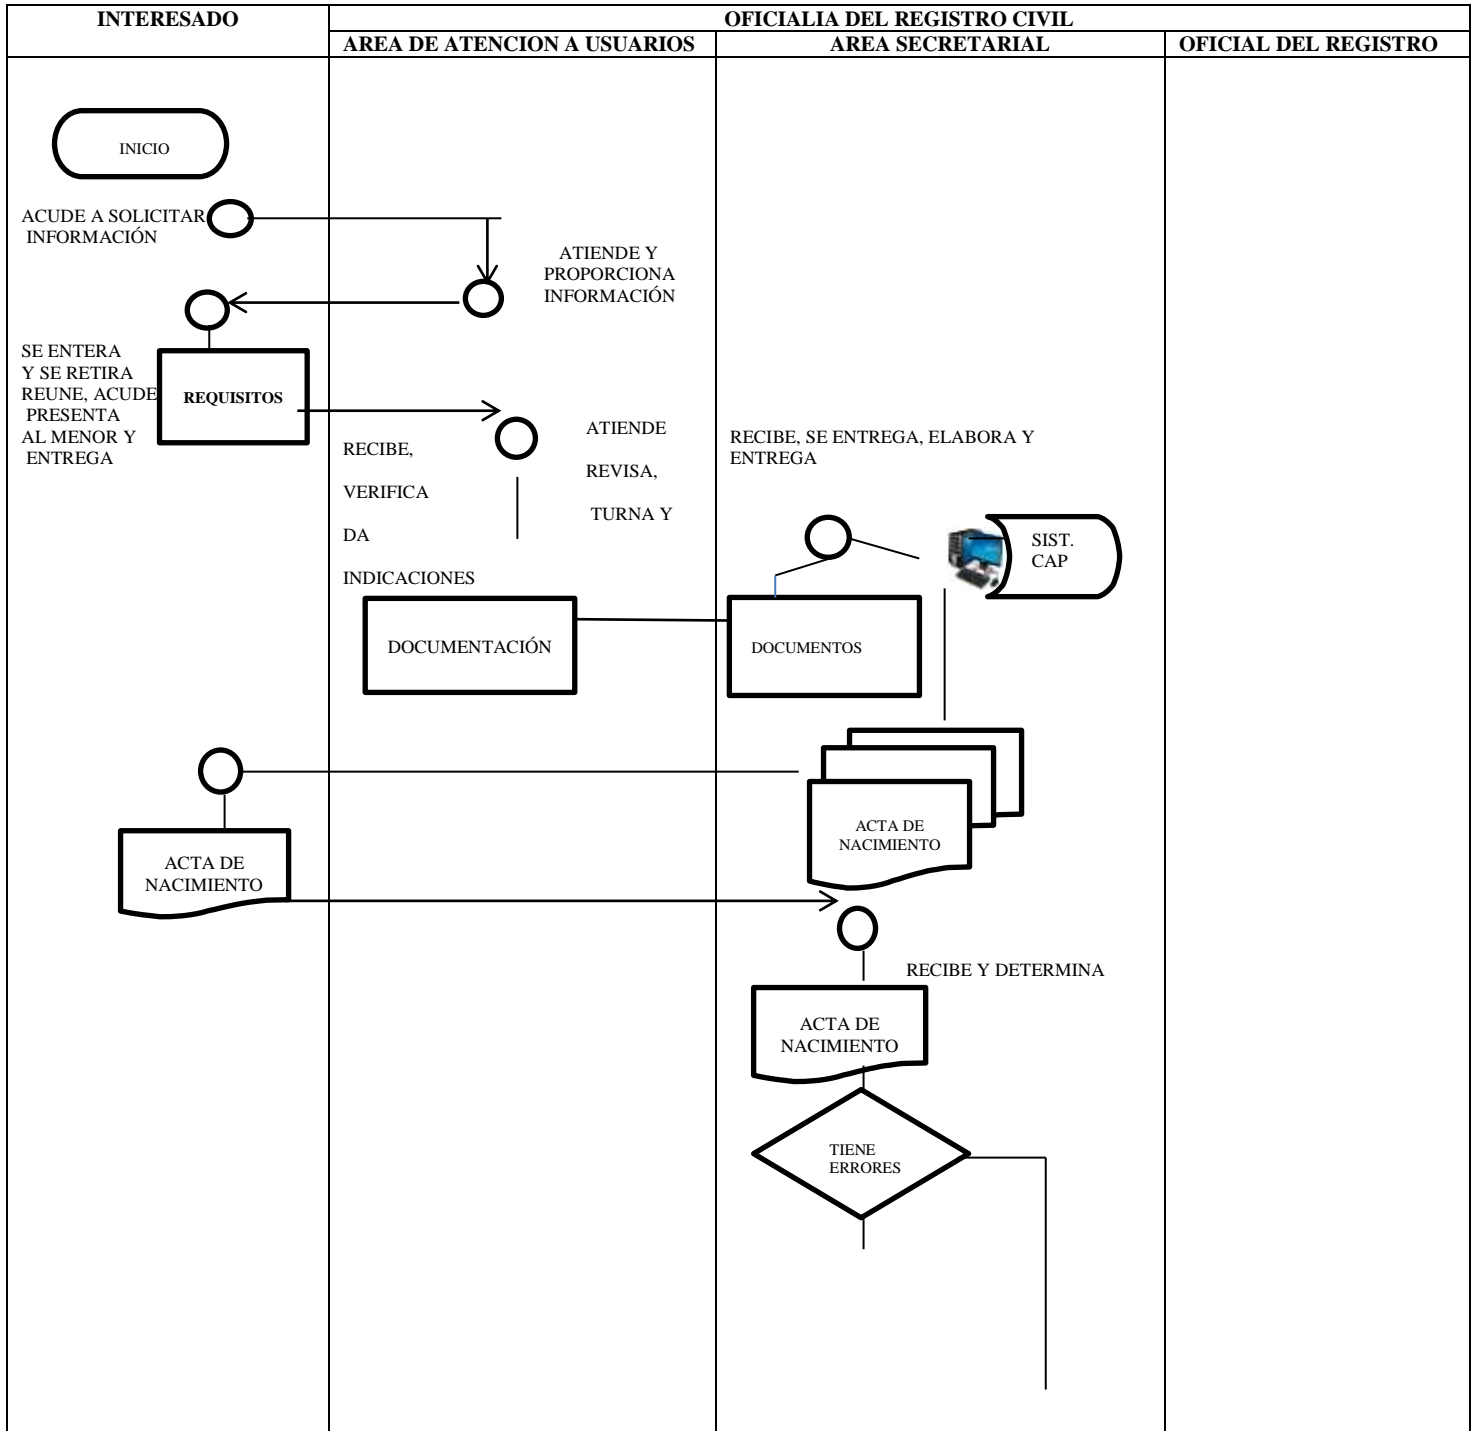 INTERESADO
OFICIALIA DEL REGISTRO CIVIL
AREA DE ATENCION A USUARIOS
AREA SECRETARIAL
OFICIAL DEL REGISTRO
INICIO
ACUDE A SOLICITAR
INFORMACIÓN
ATIENDE Y
PROPORCIONA
INFORMACIÓN
SE ENTERA
Y SE RETIRA
REUNE, ACUDE
PRESENTA
AL MENOR Y
ENTREGA
REQUISITOS
RECIBE,
VERIFICA
DA
INDICACIONES
ATIENDE
REVISA,
TURNA Y
RECIBE, SE ENTREGA, ELABORA Y
ENTREGA
SIST.
CAP
DOCUMENTACIÓN
DOCUMENTOS
ACTA DE
NACIMIENTO
ACTA DE
NACIMIENTO
RECIBE Y DETERMINA
ACTA DE
NACIMIENTO
TIENE
ERRORES